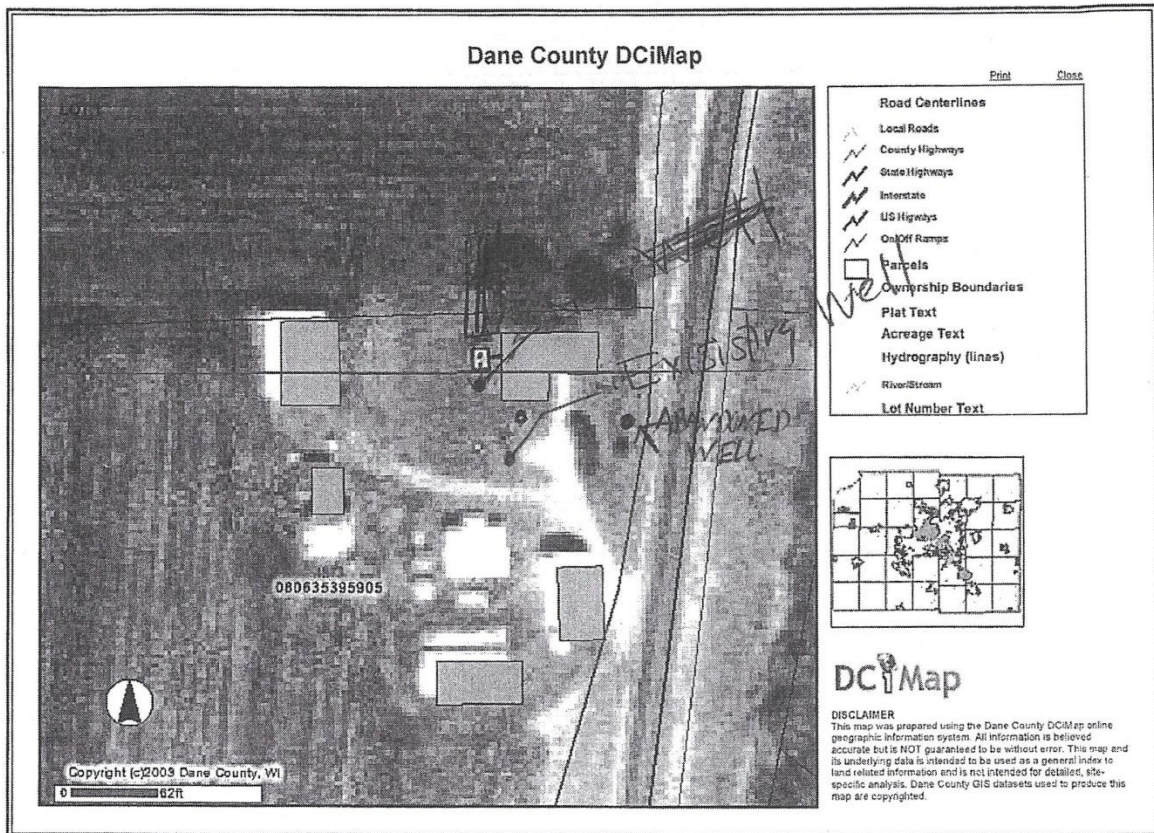 Dane County DCiMap
Print Close
LOT 1
Road Centerlines
Local Roads
County Highways
State Highways
Interstate
US Higways
On/Off Ramps
Parcels
Ownership Boundaries
Plat Text
Acreage Text
Hydrography (lines)
River/Stream
Lot Number Text
Well
Exisisting Well
A
ABANDONED
WELL
080635395905
Copyright (c)2003 Dane County, WI
0 62ft
DCiMap
DISCLAIMER
This map was prepared using the Dane County DCiMap online
geographic information system. All information is believed
accurate but is NOT guaranteed to be without error. This map and
its underlying data is intended to be used as a general index to
land related information and is not intended for detailed, site-
specific analysis. Dane County GIS datasets used to produce this
map are copyrighted.